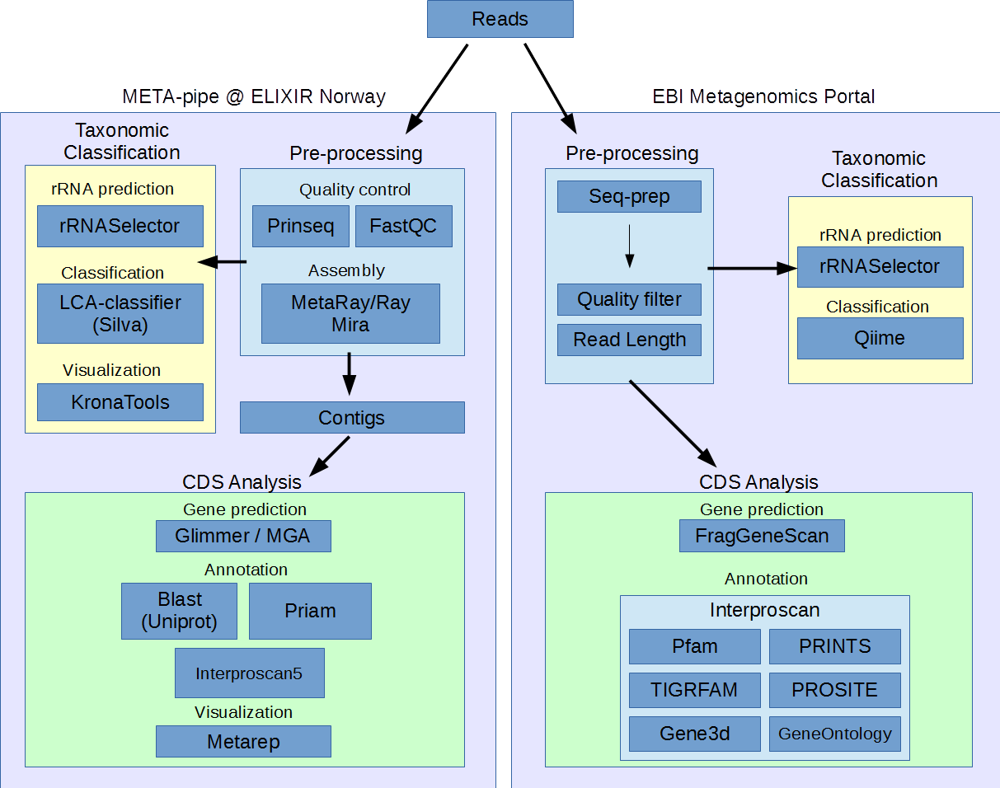 Reads
META-pipe @ ELIXIR Norway
Taxonomic
Classification
rRNA prediction
rRNASelector
Classification
LCA-classifier
(Silva)
Visualization
KronaTools
Pre-processing
Quality control
Prinseq
FastQC
Assembly
MetaRay/Ray
Mira
Contigs
CDS Analysis
Gene prediction
Glimmer / MGA
Annotation
Blast
(Uniprot)
Priam
Interproscan5
Visualization
Metarep
EBI Metagenomics Portal
Pre-processing
Seq-prep
Quality filter
Read Length
Taxonomic
Classification
rRNA prediction
rRNASelector
Classification
Qiime
CDS Analysis
Gene prediction
FragGeneScan
Annotation
Interproscan
Pfam
PRINTS
TIGRFAM
PROSITE
Gene3d
GeneOntology